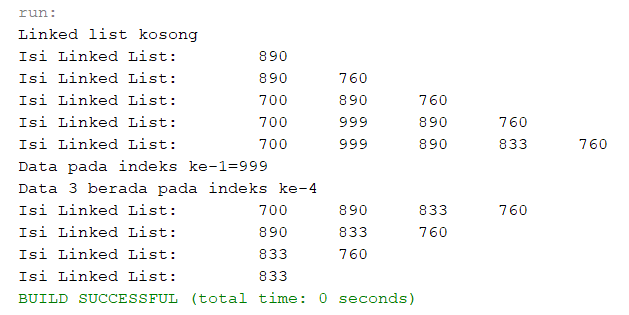 run:
Linked list kosong
Isi Linked List: 890
Isi Linked List: 890 760
Isi Linked List: 700 890 760
Isi Linked List: 700 999 890 760
Isi Linked List: 700 999 890 833 760
Data pada indeks ke-1=999
Data 3 berada pada indeks ke-4
Isi Linked List: 700 890 833 760
Isi Linked List: 890 833 760
Isi Linked List: 833 760
Isi Linked List: 833
BUILD SUCCESSFUL (total time: 0 seconds)